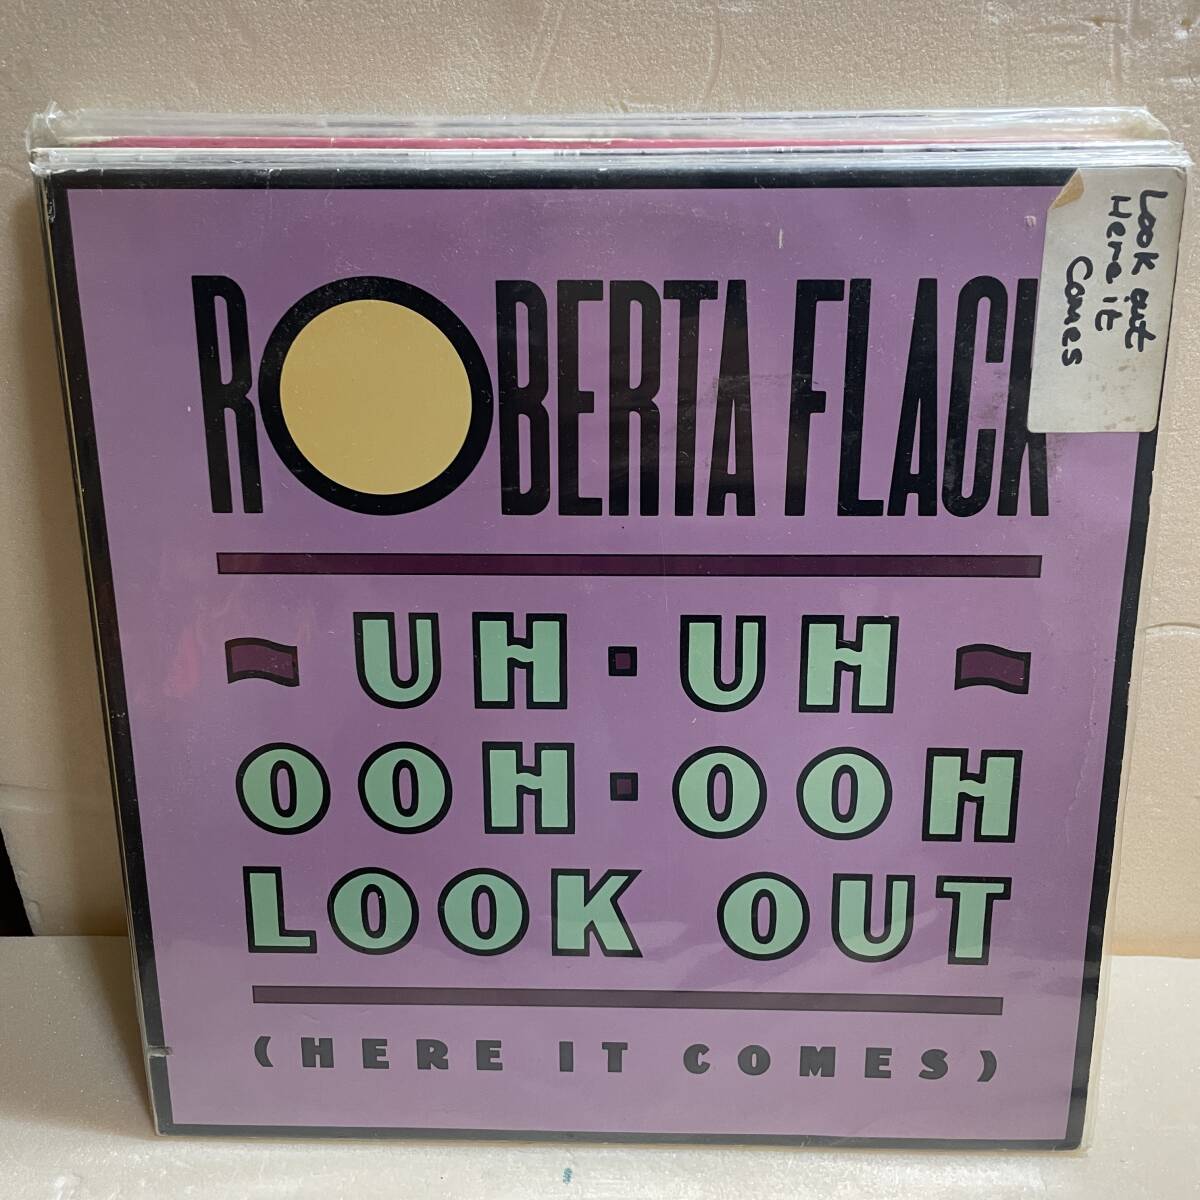 Look out
Here it
Comes
ROBERTA FLACK
~ UH·UH ~
OOH·OOH
LOOK OUT
(HERE IT COMES)